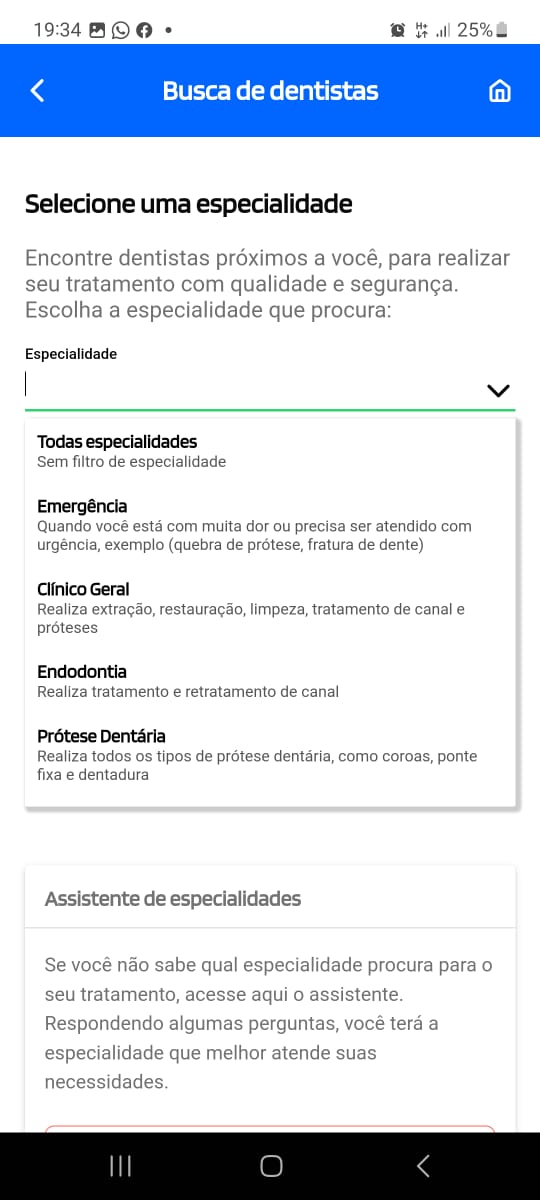 19:34
25%
Busca de dentistas
Selecione uma especialidade
Encontre dentistas próximos a você, para realizar
seu tratamento com qualidade e segurança.
Escolha a especialidade que procura:
Especialidade
Todas especialidades
Sem filtro de especialidade
Emergência
Quando você está com muita dor ou precisa ser atendido com
urgência, exemplo (quebra de prótese, fratura de dente)
Clínico Geral
Realiza extração, restauração, limpeza, tratamento de canal e
próteses
Endodontia
Realiza tratamento e retratamento de canal
Prótese Dentária
Realiza todos os tipos de prótese dentária, como coroas, ponte
fixa e dentadura
Assistente de especialidades
Se você não sabe qual especialidade procura para o
seu tratamento, acesse aqui o assistente.
Respondendo algumas perguntas, você terá a
especialidade que melhor atende suas
necessidades.